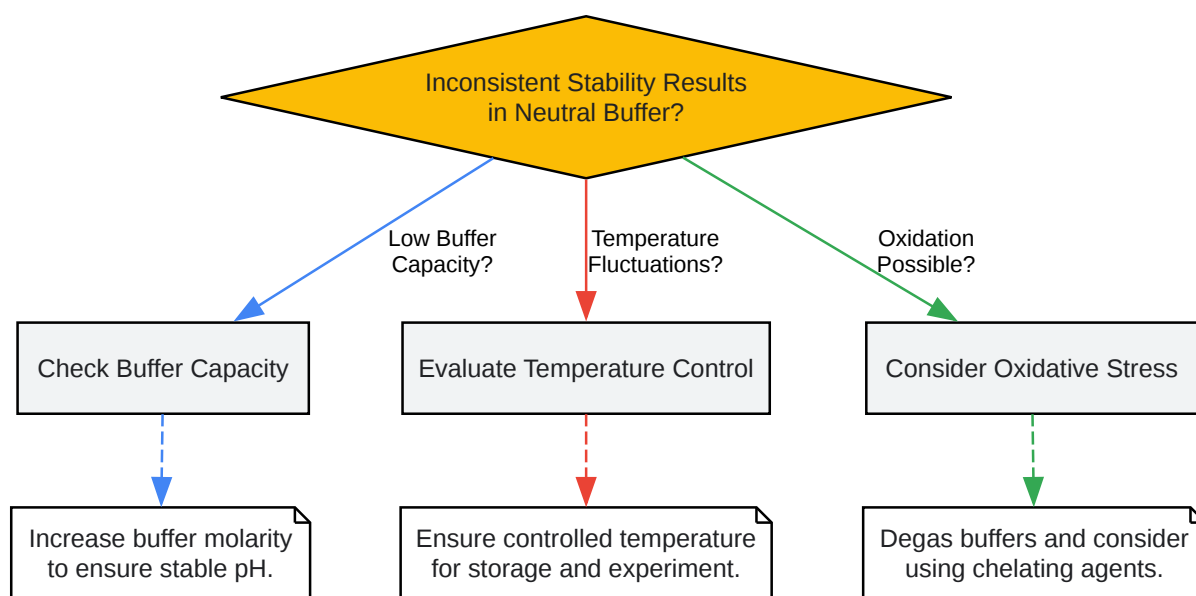 Inconsistent Stability Results
in Neutral Buffer?
Low Buffer
Capacity?
Temperature
Fluctuations?
Oxidation
Possible?
Check Buffer Capacity
Evaluate Temperature Control
Consider Oxidative Stress
Increase buffer molarity
to ensure stable pH.
Ensure controlled temperature
for storage and experiment.
Degas buffers and consider
using chelating agents.